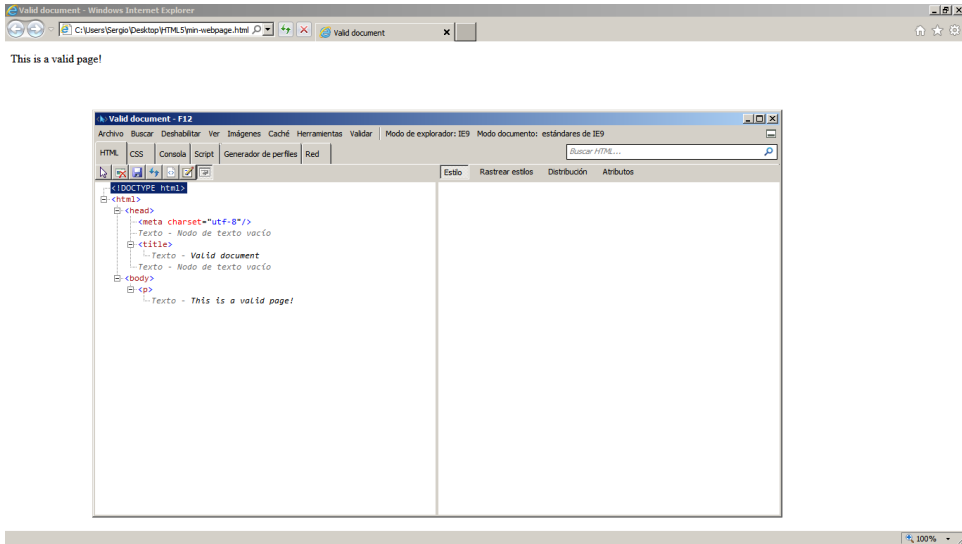 Valid document - Windows Internet Explorer
C:\Users\Sergio\Desktop\HTML5\min-webpage.html
Valid document
This is a valid page!
Valid document - F12
Archivo Buscar Deshabilitar Ver Imágenes Caché Herramientas Validar Modo de explorador: IE9 Modo documento: estándares de IE9
HTML CSS Consola Script Generador de perfiles Red Buscar HTML...
Estilo Rastrear estilos Distribución Atributos
<!DOCTYPE html>
<html>
<head>
<meta charset="utf-8"/>
Texto - Nodo de texto vacío
<title>
Texto - Valid document
Texto - Nodo de texto vacío
<body>
<p>
Texto - This is a valid page!
100%